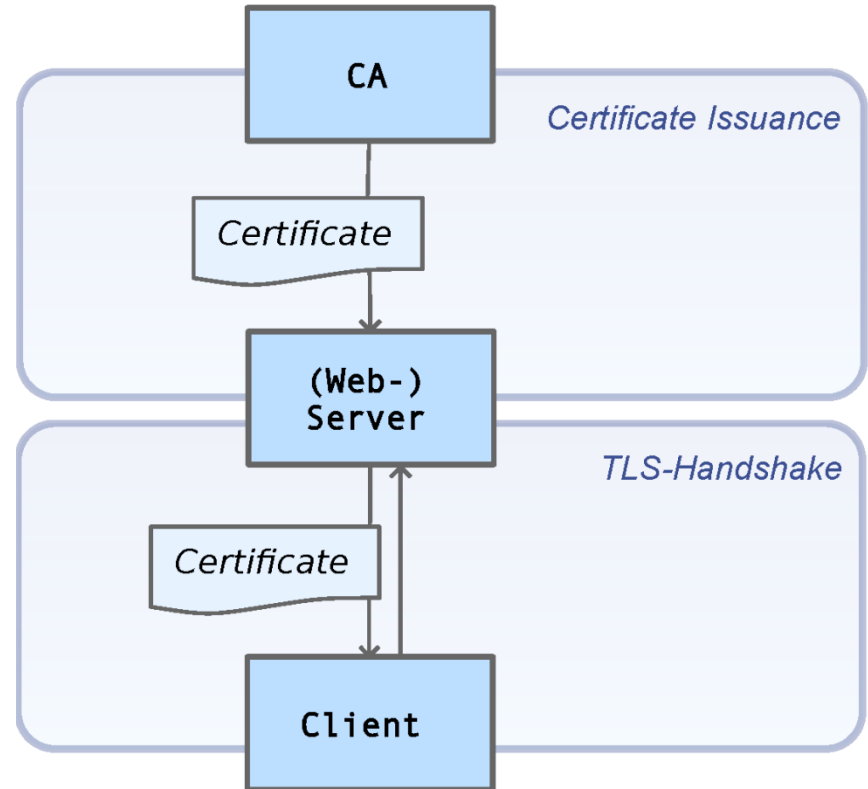 CA
Certificate Issuance
Certificate
(Web-)
Server
TLS-Handshake
Certificate
Client